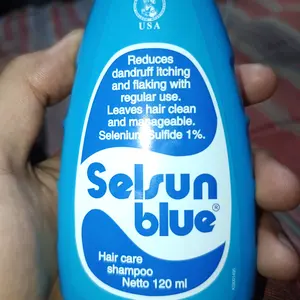 USA
Reduces
dandruff itching
and flaking with
regular use.
Leaves hair clean
and manageable.
Selenium Sulfide 1%.
Selsun
blue®
Hair care
shampoo
Netto 120 ml